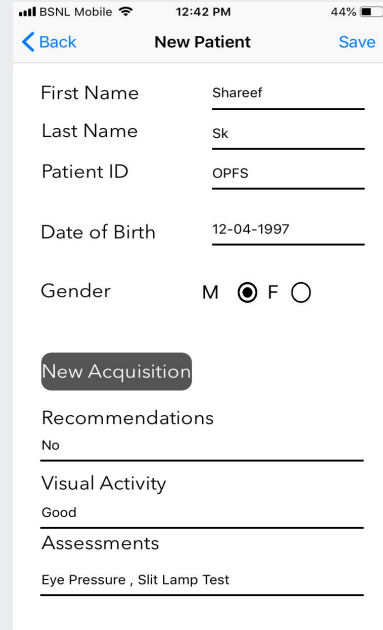 BSNL Mobile 12:42 PM 44%
Back New Patient Save
First Name Shareef
Last Name Sk
Patient ID OPFS
Date of Birth 12-04-1997
Gender M F
New Acquisition
Recommendations
No
Visual Activity
Good
Assessments
Eye Pressure , Slit Lamp Test